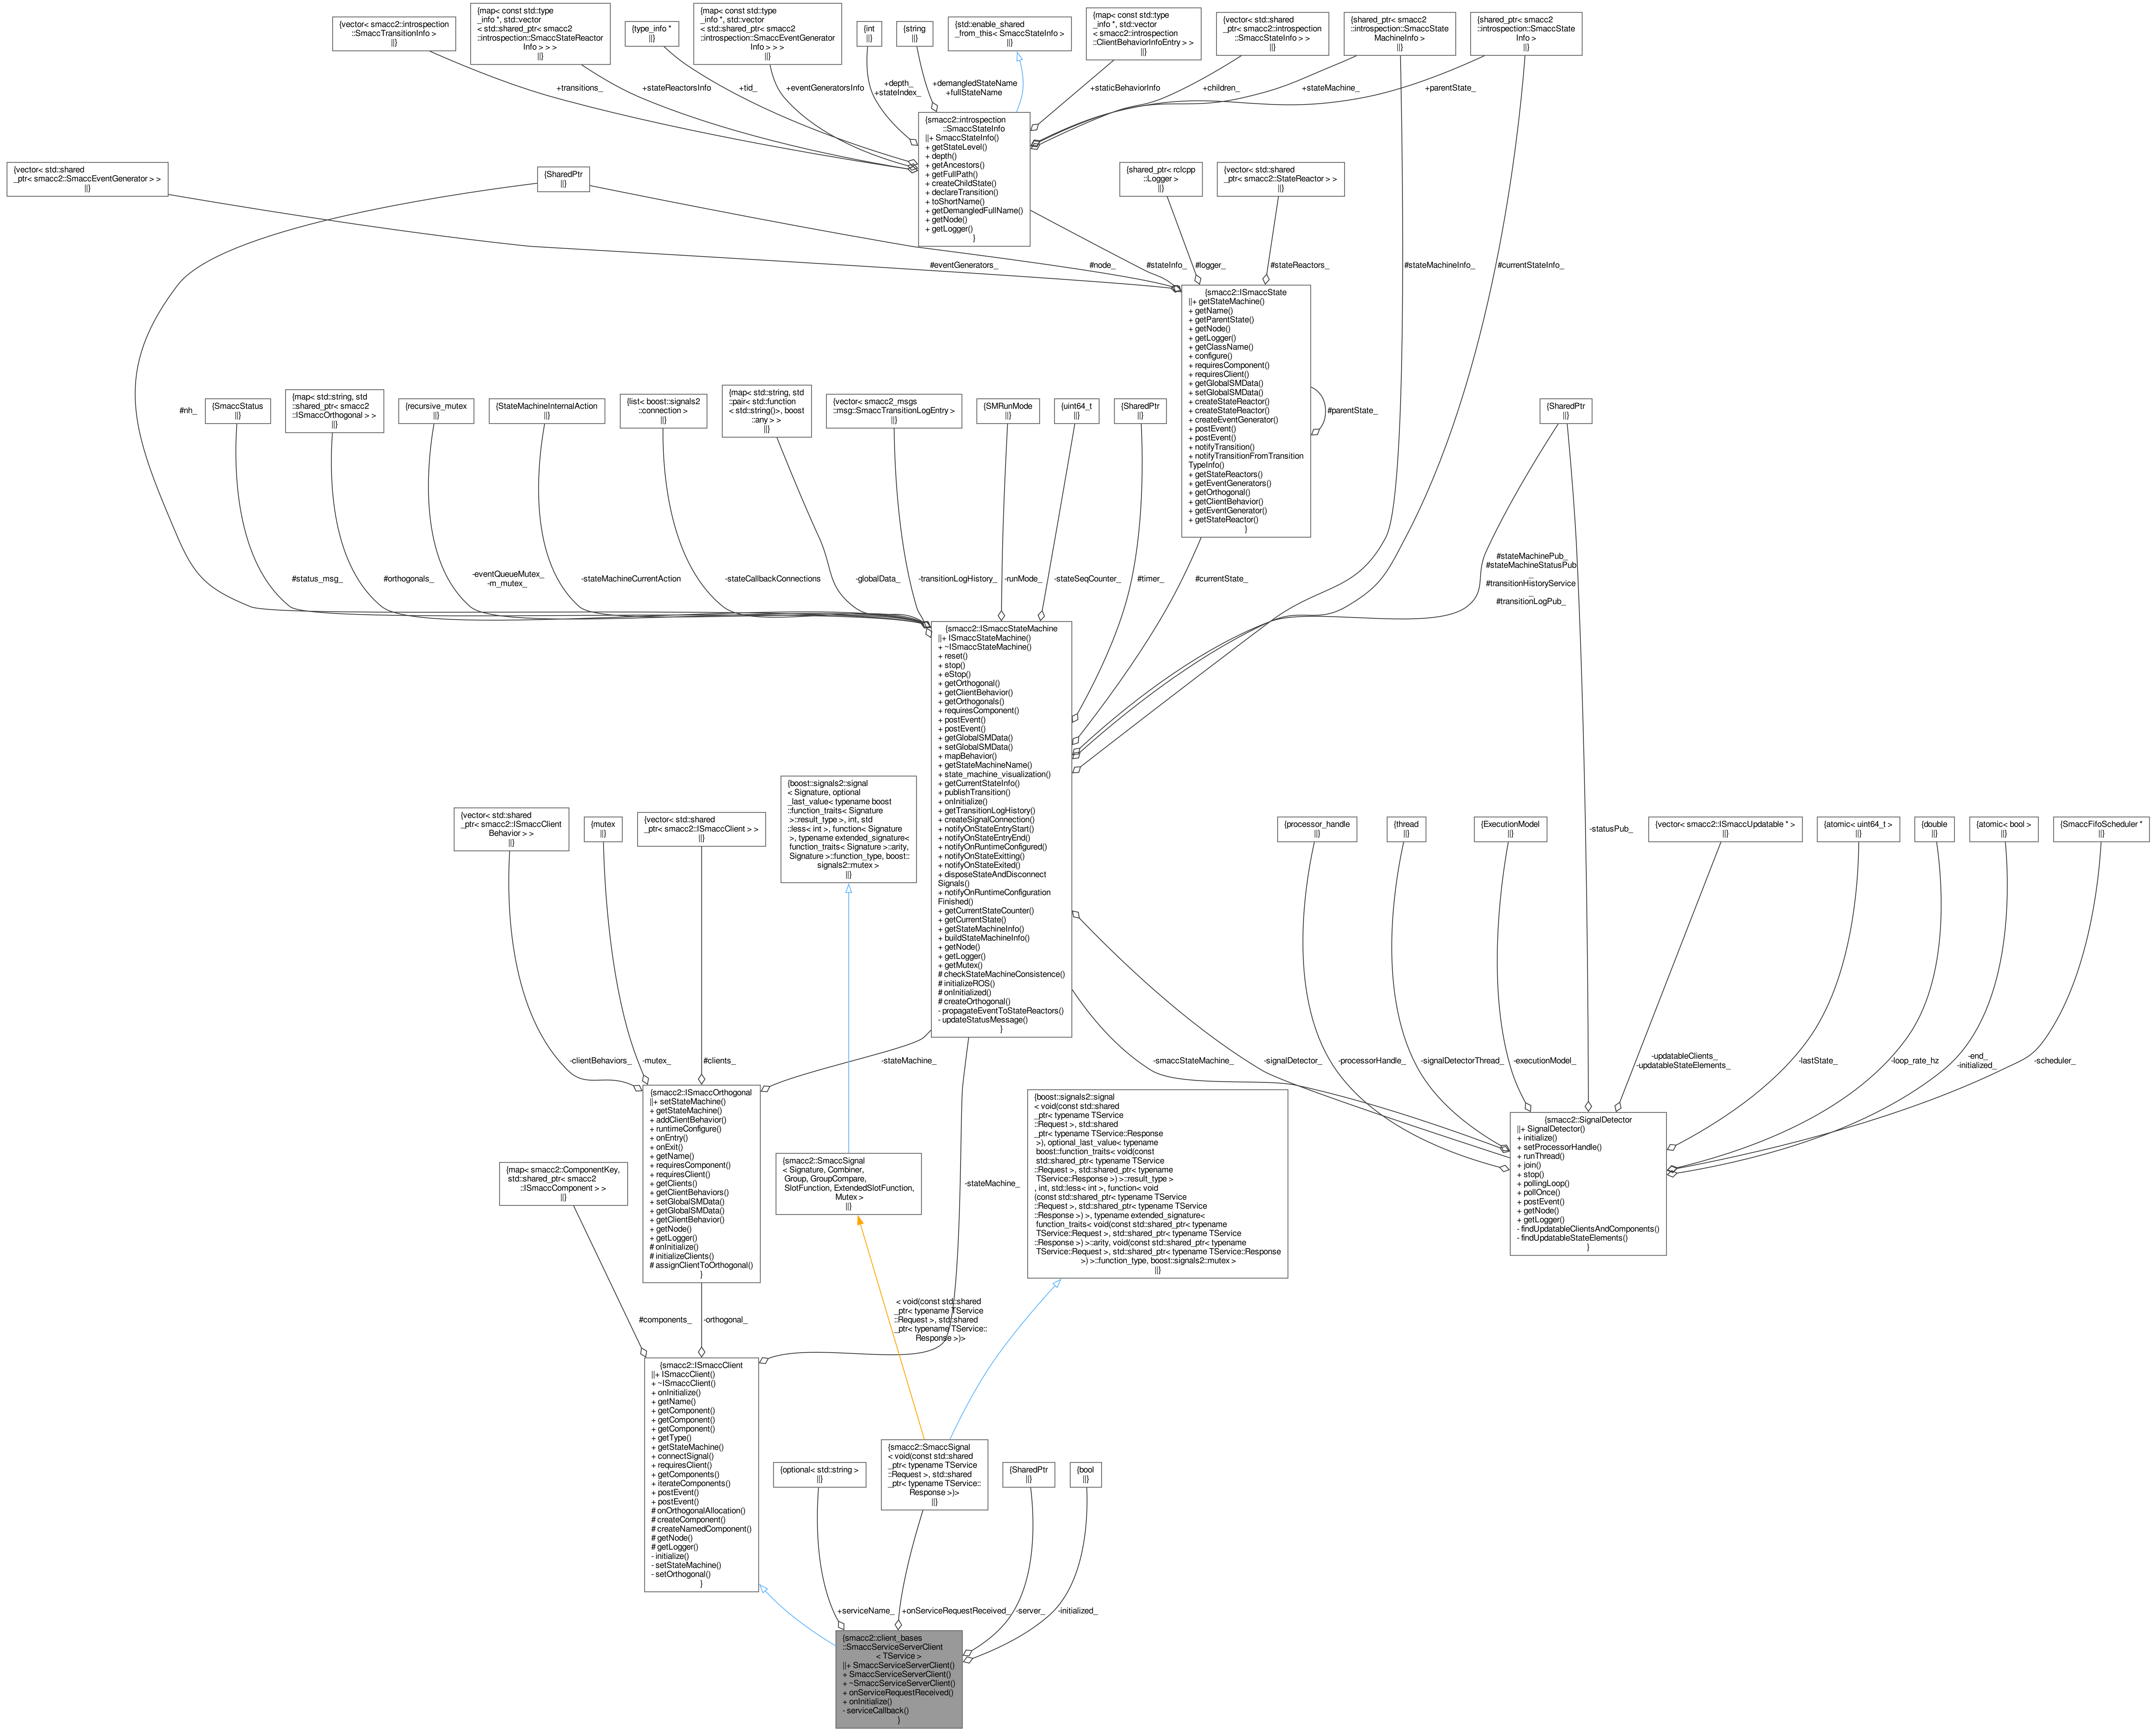 {vector< smacc2::introspection
::SmaccTransitionInfo >
||}
{map< const std::type
_info *, std::vector
< std::shared_ptr< smacc2
::introspection::SmaccStateReactor
Info > > >
||}
{type_info *
||}
{map< const std::type
_info *, std::vector
< std::shared_ptr< smacc2
::introspection::SmaccEventGenerator
Info > > >
||}
{int
||}
{string
||}
{std::enable_shared
_from_this< SmaccStateInfo >
||}
{map< const std::type
_info *, std::vector
< smacc2::introspection
::ClientBehaviorInfoEntry > >
||}
{vector< std::shared
_ptr< smacc2::introspection
::SmaccStateInfo > >
||}
{shared_ptr< smacc2
::introspection::SmaccState
MachineInfo >
||}
{shared_ptr< smacc2
::introspection::SmaccState
Info >
||}
+transitions_
+stateReactorsInfo
+tid_
+eventGeneratorsInfo
+depth_
+stateIndex_
+demangledStateName
+fullStateName
+staticBehaviorInfo
+children_
+stateMachine_
+parentState_
{smacc2::introspection
::SmaccStateInfo
||+ SmaccStateInfo()
+ getStateLevel()
+ depth()
+ getAncestors()
+ getFullPath()
+ createChildState()
+ declareTransition()
+ toShortName()
+ getDemangledFullName()
+ getNode()
+ getLogger()
}
{vector< std::shared
_ptr< smacc2::SmaccEventGenerator > >
||}
{SharedPtr
||}
{shared_ptr< rclcpp
::Logger >
||}
{vector< std::shared
_ptr< smacc2::StateReactor > >
||}
#eventGenerators_
#node_
#stateInfo_
#logger_
#stateReactors_
#stateMachineInfo_
#currentStateInfo_
{smacc2::ISmaccState
||+ getStateMachine()
+ getName()
+ getParentState()
+ getNode()
+ getLogger()
+ getClassName()
+ configure()
+ requiresComponent()
+ requiresClient()
+ getGlobalSMData()
+ setGlobalSMData()
+ createStateReactor()
+ createStateReactor()
+ createEventGenerator()
+ postEvent()
+ postEvent()
+ notifyTransition()
+ notifyTransitionFromTransition
TypeInfo()
+ getStateReactors()
+ getEventGenerators()
+ getOrthogonal()
+ getClientBehavior()
+ getEventGenerator()
+ getStateReactor()
}
#parentState_
#nh_
{SmaccStatus
||}
{map< std::string, std
::shared_ptr< smacc2
::ISmaccOrthogonal > >
||}
{recursive_mutex
||}
{StateMachineInternalAction
||}
{list< boost::signals2
::connection >
||}
{map< std::string, std
::pair< std::function
< std::string()>, boost
::any > >
||}
{vector< smacc2_msgs
::msg::SmaccTransitionLogEntry >
||}
{SMRunMode
||}
{uint64_t
||}
{SharedPtr
||}
{SharedPtr
||}
#status_msg_
#orthogonals_
-eventQueueMutex_
-m_mutex_
-stateMachineCurrentAction
-stateCallbackConnections
-globalData_
-transitionLogHistory_
-runMode_
-stateSeqCounter_
#timer_
#currentState_
#stateMachinePub_
#stateMachineStatusPub
_
#transitionHistoryService
_
#transitionLogPub_
{smacc2::ISmaccStateMachine
||+ ISmaccStateMachine()
+ ~ISmaccStateMachine()
+ reset()
+ stop()
+ eStop()
+ getOrthogonal()
+ getClientBehavior()
+ getOrthogonals()
+ requiresComponent()
+ postEvent()
+ postEvent()
+ getGlobalSMData()
+ setGlobalSMData()
+ mapBehavior()
+ getStateMachineName()
+ state_machine_visualization()
+ getCurrentStateInfo()
+ publishTransition()
+ onInitialize()
+ getTransitionLogHistory()
+ createSignalConnection()
+ notifyOnStateEntryStart()
+ notifyOnStateEntryEnd()
+ notifyOnRuntimeConfigured()
+ notifyOnStateExitting()
+ notifyOnStateExited()
+ disposeStateAndDisconnect
Signals()
+ notifyOnRuntimeConfiguration
Finished()
+ getCurrentStateCounter()
+ getCurrentState()
+ getStateMachineInfo()
+ buildStateMachineInfo()
+ getNode()
+ getLogger()
+ getMutex()
# checkStateMachineConsistence()
# initializeROS()
# onInitialized()
# createOrthogonal()
- propagateEventToStateReactors()
- updateStatusMessage()
}
{vector< std::shared
_ptr< smacc2::ISmaccClient
Behavior > >
||}
{mutex
||}
{vector< std::shared
_ptr< smacc2::ISmaccClient > >
||}
{boost::signals2::signal
< Signature, optional
_last_value< typename boost
::function_traits< Signature
>::result_type >, int, std
::less< int >, function< Signature
>, typename extended_signature<
function_traits< Signature >::arity,
Signature >::function_type, boost::
signals2::mutex >
||}
{processor_handle
||}
{thread
||}
{ExecutionModel
||}
-statusPub_
{vector< smacc2::ISmaccUpdatable * >
||}
{atomic< uint64_t >
||}
{double
||}
{atomic< bool >
||}
{SmaccFifoScheduler *
||}
-clientBehaviors_
-mutex_
#clients_
-stateMachine_
-smaccStateMachine_
-signalDetector_
-processorHandle_
-signalDetectorThread_
-executionModel_
-updatableClients_
-updatableStateElements_
-lastState_
-loop_rate_hz
-end_
-initialized_
-scheduler_
{smacc2::ISmaccOrthogonal
||+ setStateMachine()
+ getStateMachine()
+ addClientBehavior()
+ runtimeConfigure()
+ onEntry()
+ onExit()
+ getName()
+ requiresComponent()
+ requiresClient()
+ getClients()
+ getClientBehaviors()
+ setGlobalSMData()
+ getGlobalSMData()
+ getClientBehavior()
+ getNode()
+ getLogger()
# onInitialize()
# initializeClients()
# assignClientToOrthogonal()
}
{boost::signals2::signal
< void(const std::shared
_ptr< typename TService
::Request >, std::shared
_ptr< typename TService::Response
>), optional_last_value< typename
boost::function_traits< void(const
std::shared_ptr< typename TService
::Request >, std::shared_ptr< typename
TService::Response >) >::result_type >
, int, std::less< int >, function< void
(const std::shared_ptr< typename TService
::Request >, std::shared_ptr< typename TService
::Response >) >, typename extended_signature<
function_traits< void(const std::shared_ptr< typename
TService::Request >, std::shared_ptr< typename TService
::Response >) >::arity, void(const std::shared_ptr< typename
TService::Request >, std::shared_ptr< typename TService::Response
>) >::function_type, boost::signals2::mutex >
||}
{smacc2::SignalDetector
||+ SignalDetector()
+ initialize()
+ setProcessorHandle()
+ runThread()
+ join()
+ stop()
+ pollingLoop()
+ pollOnce()
+ postEvent()
+ getNode()
+ getLogger()
- findUpdatableClientsAndComponents()
- findUpdatableStateElements()
}
{map< smacc2::ComponentKey,
std::shared_ptr< smacc2
::ISmaccComponent > >
||}
{smacc2::SmaccSignal
< Signature, Combiner,
Group, GroupCompare,
SlotFunction, ExtendedSlotFunction,
Mutex >
||}
-stateMachine_
#components_
-orthogonal_
< void(const std::shared
_ptr< typename TService
::Request >, std::shared
_ptr< typename TService::
Response >)>
{smacc2::ISmaccClient
||+ ISmaccClient()
+ ~ISmaccClient()
+ onInitialize()
+ getName()
+ getComponent()
+ getComponent()
+ getComponent()
+ getType()
+ getStateMachine()
+ connectSignal()
+ requiresClient()
+ getComponents()
+ iterateComponents()
+ postEvent()
+ postEvent()
# onOrthogonalAllocation()
# createComponent()
# createNamedComponent()
# getNode()
# getLogger()
- initialize()
- setStateMachine()
- setOrthogonal()
}
{optional< std::string >
||}
{smacc2::SmaccSignal
< void(const std::shared
_ptr< typename TService
::Request >, std::shared
_ptr< typename TService::
Response >)>
||}
{SharedPtr
||}
{bool
||}
+serviceName_
+onServiceRequestReceived_
-server_
-initialized_
{smacc2::client_bases
::SmaccServiceServerClient
< TService >
||+ SmaccServiceServerClient()
+ SmaccServiceServerClient()
+ ~SmaccServiceServerClient()
+ onServiceRequestReceived()
+ onInitialize()
- serviceCallback()
}